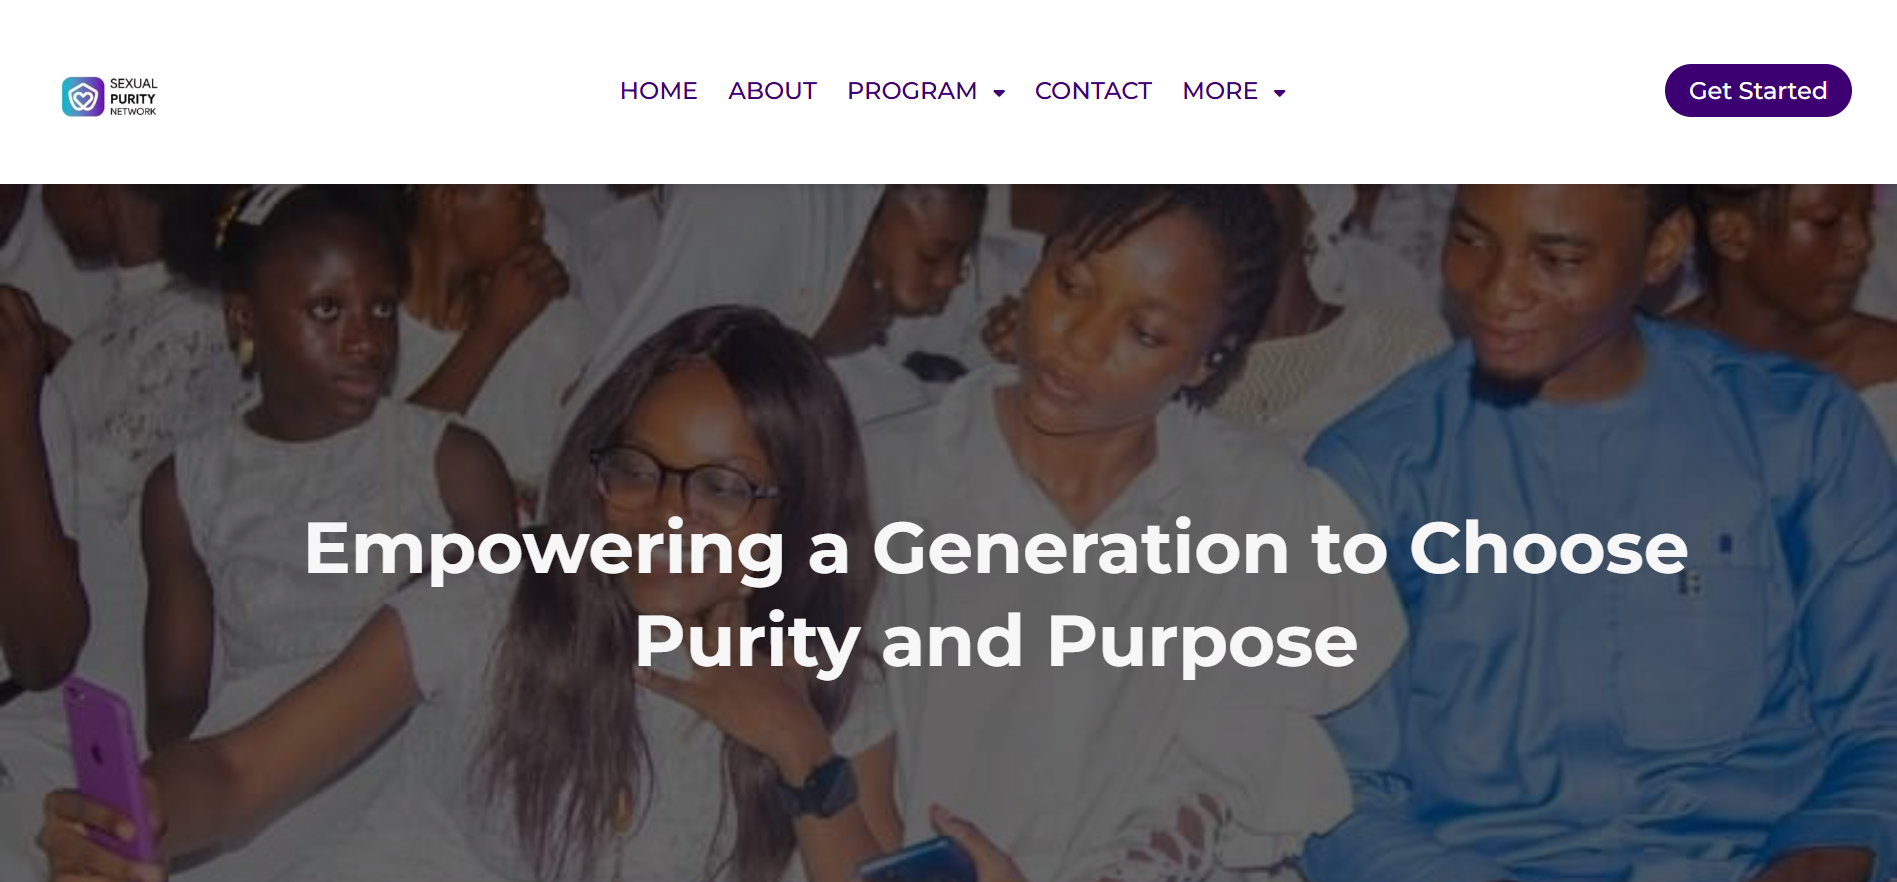 SEXUAL
PURITY
NETWORK
HOME ABOUT PROGRAM CONTACT MORE
Get Started
Empowering a Generation to Choose
Purity and Purpose